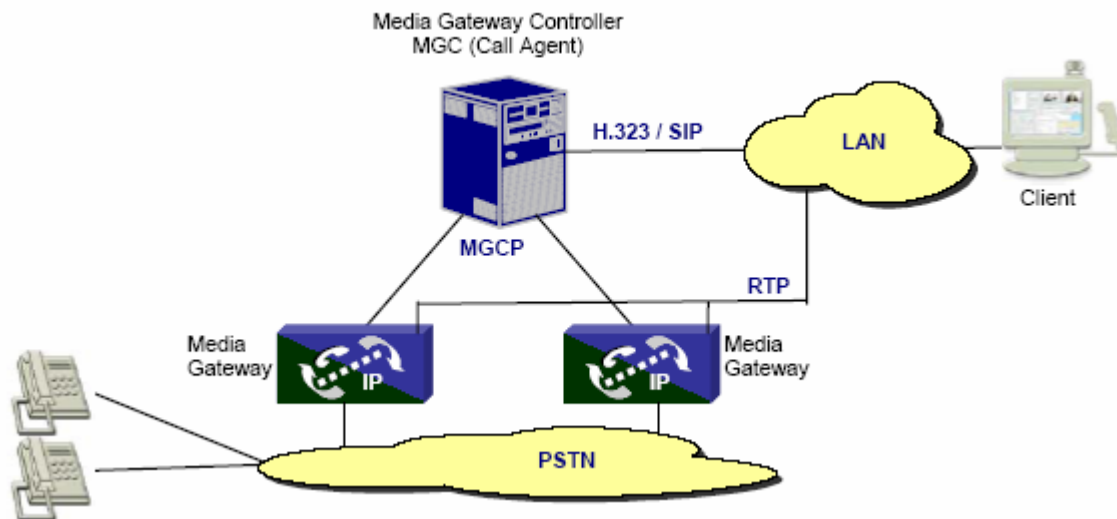 Media Gateway Controller
MGC (Call Agent)
H.323 / SIP
LAN
Client
MGCP
RTP
Media
Gateway
IP
IP
Media
Gateway
PSTN